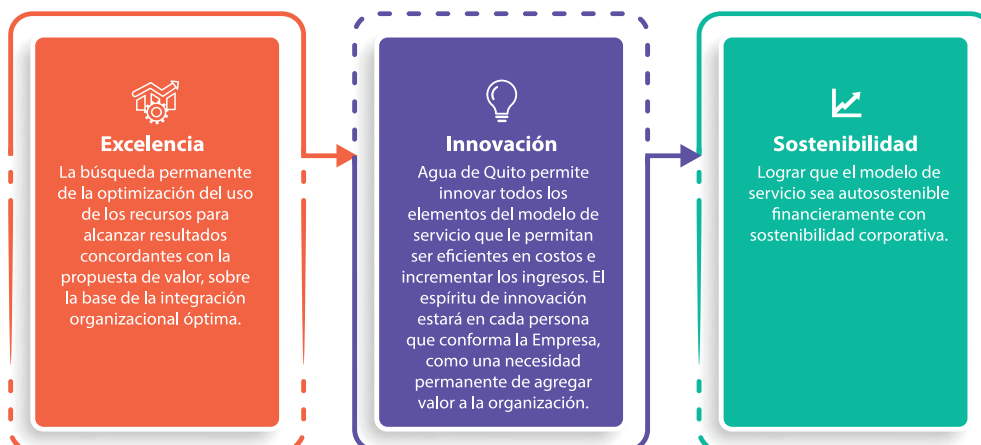 Excelencia
La búsqueda permanente
de la optimización del uso
de los recursos para
alcanzar resultados
concordantes con la
propuesta de valor, sobre
la base de la integración
organizacional óptima.
Innovación
Agua de Quito permite
innovar todos los
elementos del modelo de
servicio que le permitan
ser eficientes en costos e
incrementar los ingresos. El
espíritu de innovación
estará en cada persona
que conforma la Empresa,
como una necesidad
permanente de agregar
valor a la organización.
Sostenibilidad
Lograr que el modelo de
servicio sea autosostenible
financieramente con
sostenibilidad corporativa.